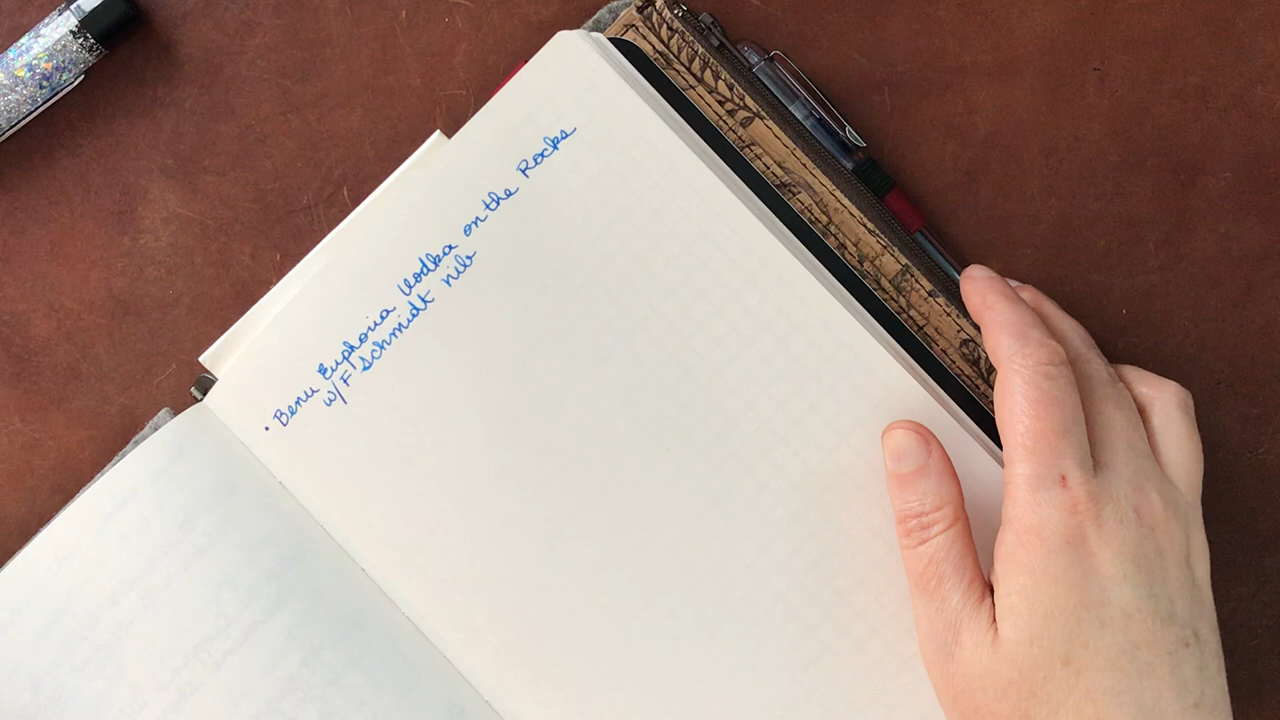 • Benu Euphoria Vodka on the Rocks
w/F Schmidt nib